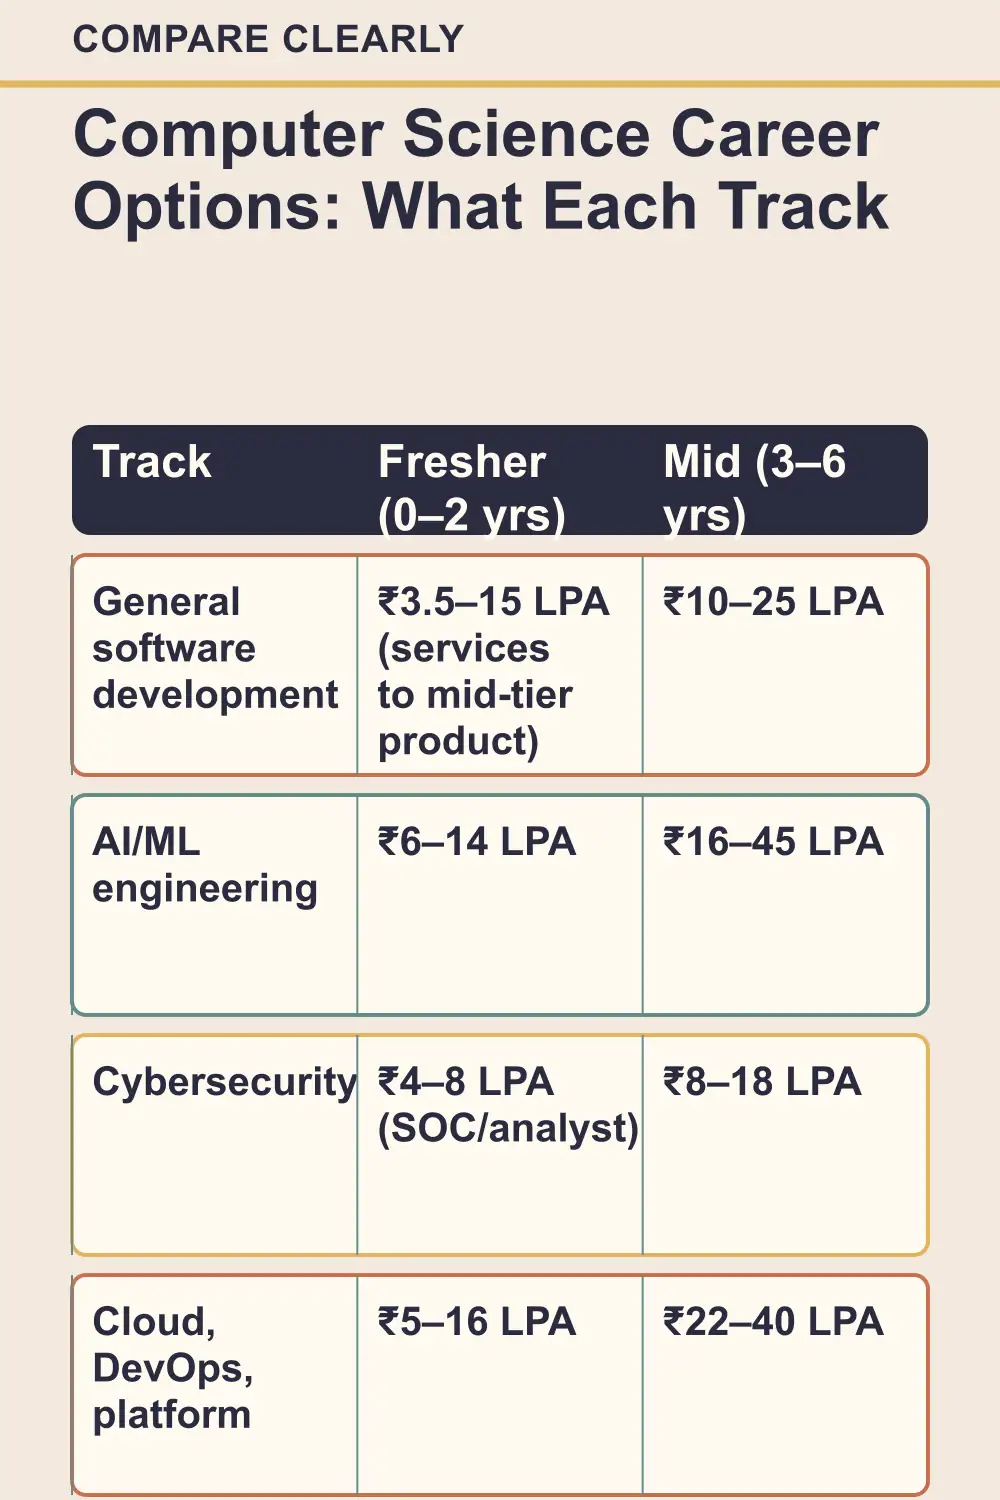 COMPARE CLEARLY
Computer Science Career
Options: What Each Track
Track
Fresher
(0–2 yrs)
Mid (3–6
yrs)
General
software
development
₹3.5–15 LPA
(services
to mid-tier
product)
₹10–25 LPA
AI/ML
engineering
₹6–14 LPA
₹16–45 LPA
Cybersecurity
₹4–8 LPA
(SOC/analyst)
₹8–18 LPA
Cloud,
DevOps,
platform
₹5–16 LPA
₹22–40 LPA